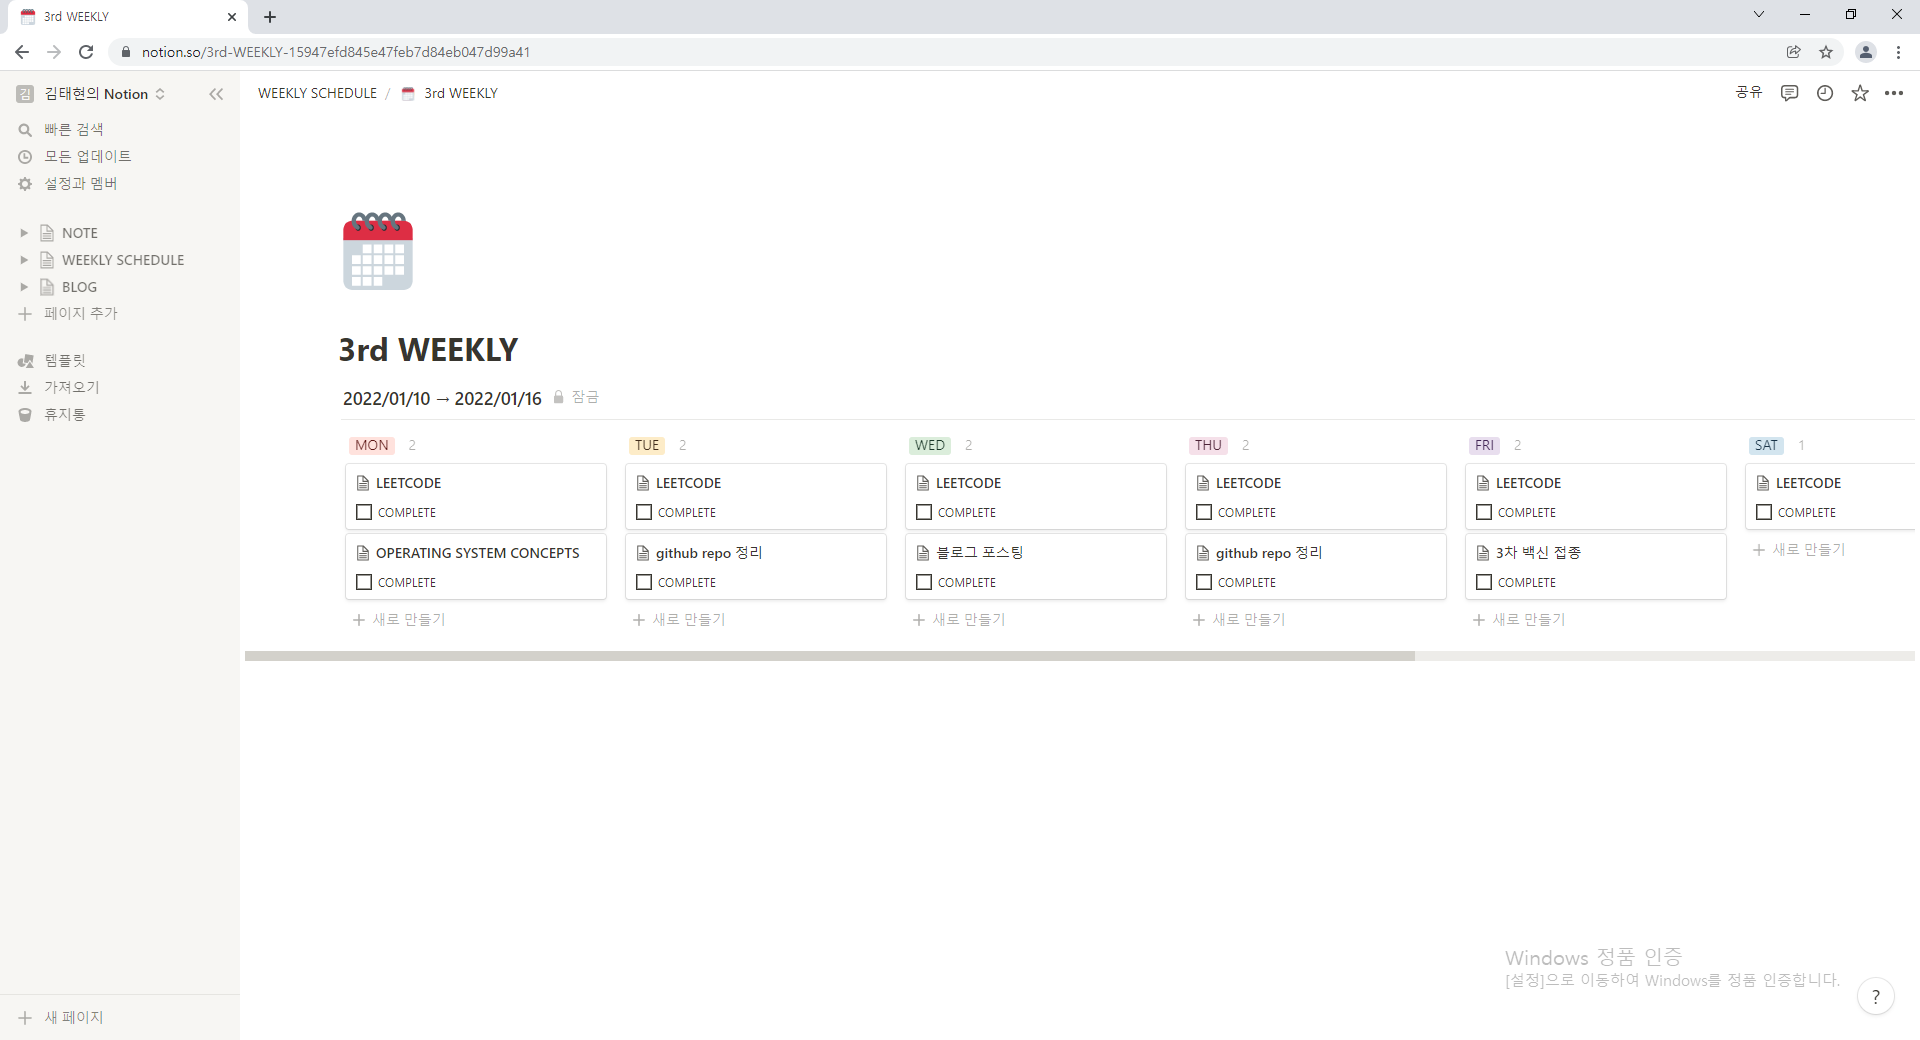 3rd WEEKLY
notion.so/3rd-WEEKLY-15947efd845e47feb7d84eb047d99a41
김 김태현의 Notion
WEEKLY SCHEDULE / 3rd WEEKLY
공유
빠른 검색
모든 업데이트
설정과 멤버
NOTE
WEEKLY SCHEDULE
BLOG
페이지 추가
템플릿
가져오기
휴지통
3rd WEEKLY
2022/01/10 → 2022/01/16 잠금
MON 2
LEETCODE
COMPLETE
OPERATING SYSTEM CONCEPTS
COMPLETE
새로 만들기
TUE 2
LEETCODE
COMPLETE
github repo 정리
COMPLETE
새로 만들기
WED 2
LEETCODE
COMPLETE
블로그 포스팅
COMPLETE
새로 만들기
THU 2
LEETCODE
COMPLETE
github repo 정리
COMPLETE
새로 만들기
FRI 2
LEETCODE
COMPLETE
3차 백신 접종
COMPLETE
새로 만들기
SAT 1
LEETCODE
COMPLETE
새로 만들기
Windows 정품 인증
[설정]으로 이동하여 Windows를 정품 인증합니다.
?
새 페이지